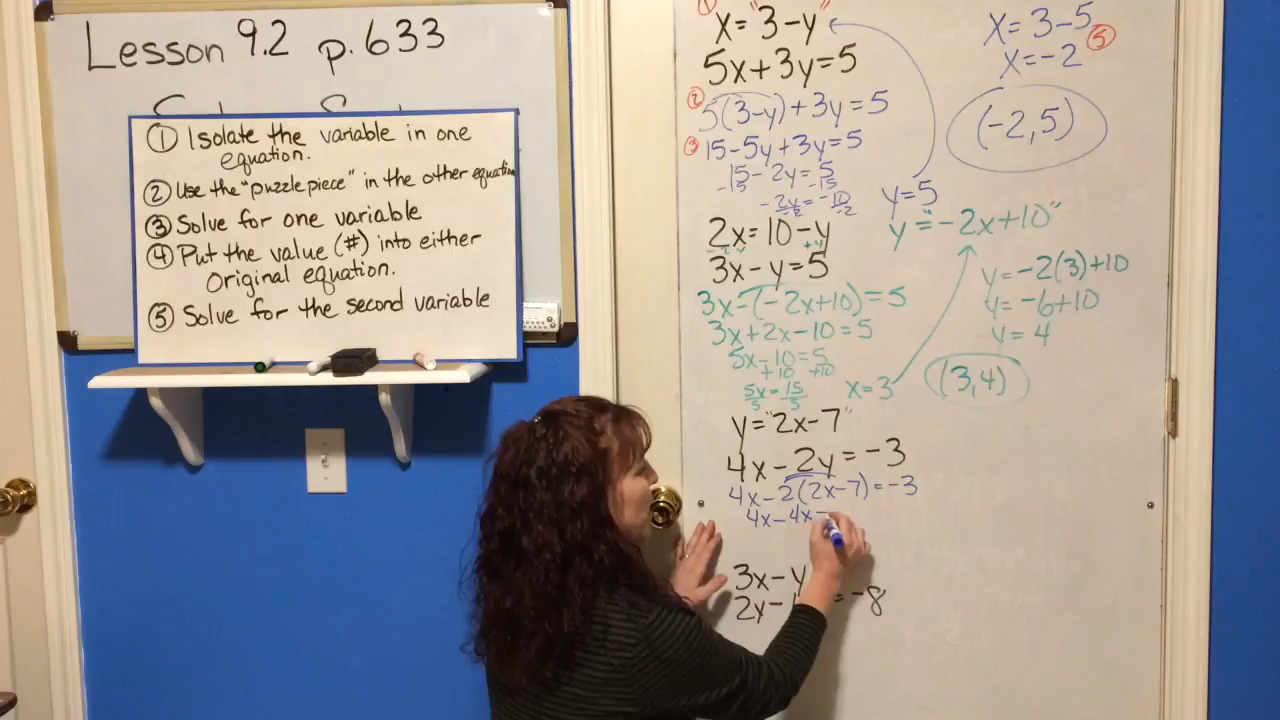 Lesson 9.2 p. 633
① Isolate the variable in one
equation.
② Use the "puzzle piece" in the other equation
③ Solve for one variable
④ Put the value (#) into either
Original equation.
⑤ Solve for the second variable
①
x = "3 - y"
5x + 3y = 5
② 5(3-y) + 3y = 5
③ 15 - 5y + 3y = 5
15 - 2y = 5
-15 -15
-2y = -10
-2 -2
y = 5
x = 3 - 5
x = -2 ⑤
(-2, 5)
2x = 10 - y
+y
3x - y = 5
3x - (-2x + 10) = 5
3x + 2x - 10 = 5
5x - 10 = 5
+10 +10
5x = 15
5 5
x = 3
y = "-2x + 10"
y = -2(3) + 10
y = -6 + 10
y = 4
(3, 4)
y = "2x - 7"
4x - 2y = -3
4x - 2(2x - 7) = -3
4x - 4x
3x - y
2y - = -8